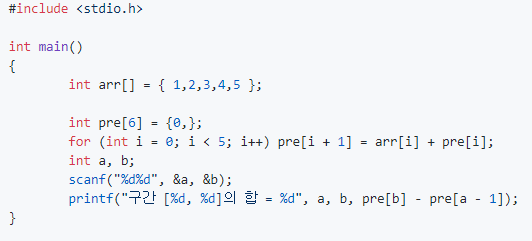 #include <stdio.h>
int main()
{
int arr[] = { 1,2,3,4,5 };
int pre[6] = {0,};
for (int i = 0; i < 5; i++) pre[i + 1] = arr[i] + pre[i];
int a, b;
scanf("%d%d", &a, &b);
printf("구간 [%d, %d]의 합 = %d", a, b, pre[b] - pre[a - 1]);
}